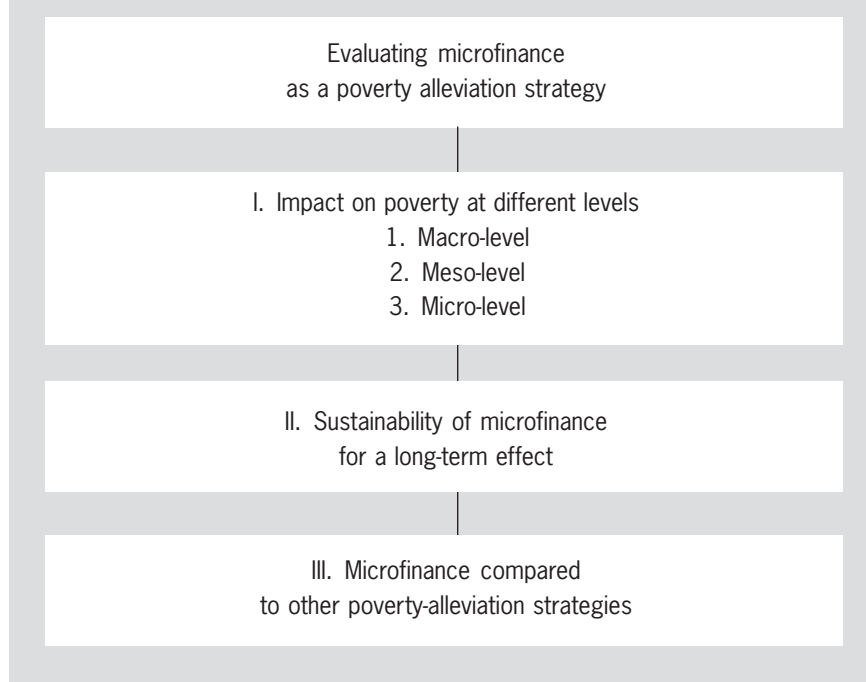 Evaluating microfinance
as a poverty alleviation strategy
I. Impact on poverty at different levels
1. Macro-level
2. Meso-level
3. Micro-level
II. Sustainability of microfinance
for a long-term effect
III. Microfinance compared
to other poverty-alleviation strategies